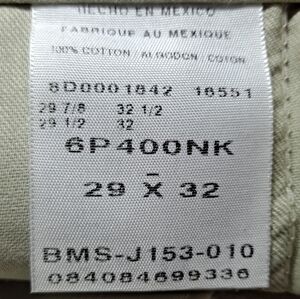 HECHO EN MEXICO
FABRIQUE AU MEXIQUE
100% COTTON / ALGODON / COTON
8D0001842 16551
29 7/8 32 1/2
29 1/2 32
6P400NK
29 X 32
BMS-J153-010
084084699336